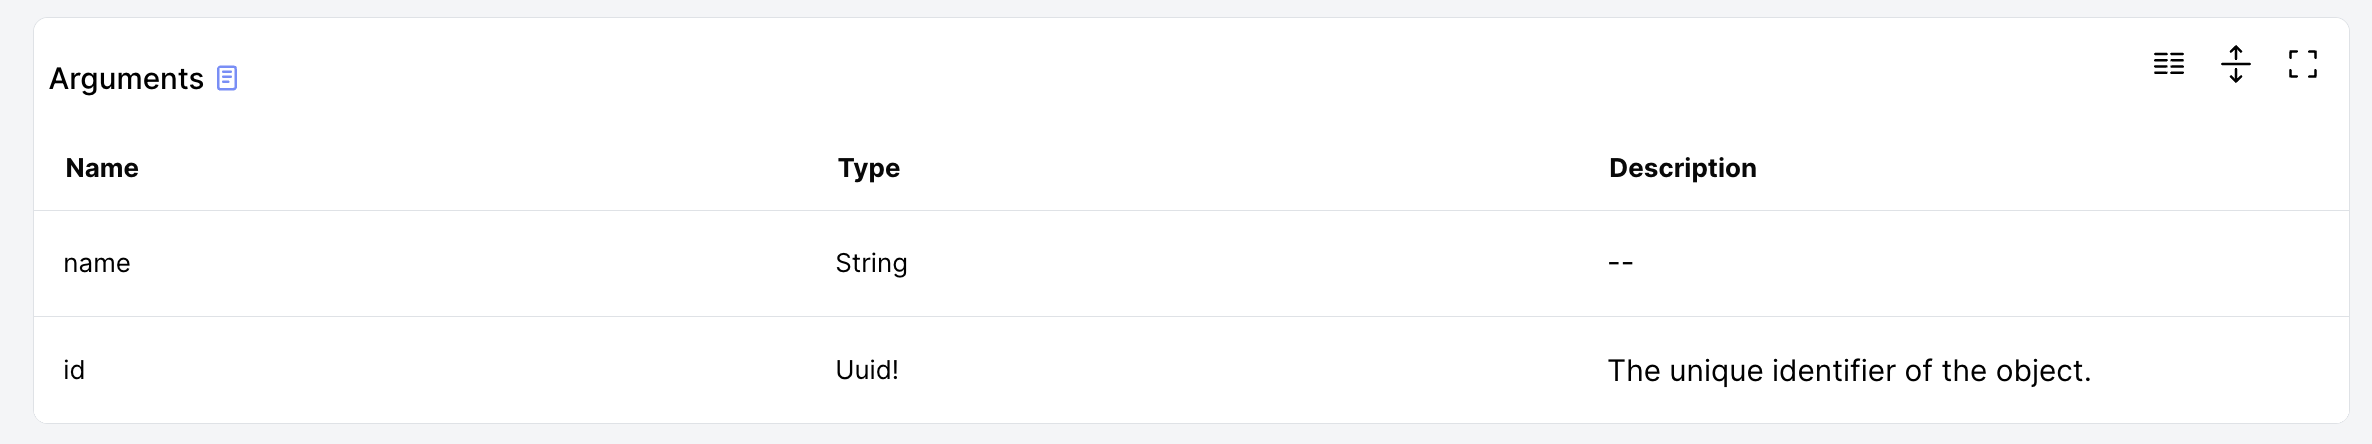 Arguments
Name Type Description
name String --
id Uuid! The unique identifier of the object.